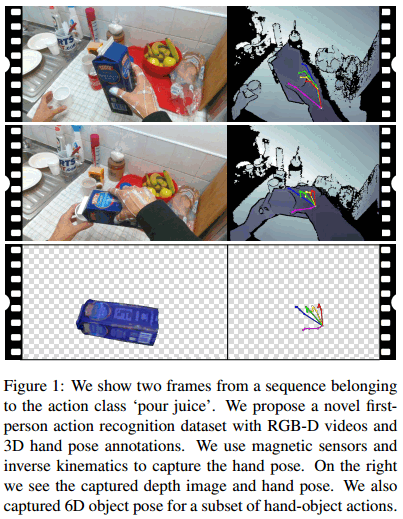 Figure 1: We show two frames from a sequence belonging
to the action class ‘pour juice’. We propose a novel first-
person action recognition dataset with RGB-D videos and
3D hand pose annotations. We use magnetic sensors and
inverse kinematics to capture the hand pose. On the right
we see the captured depth image and hand pose. We also
captured 6D object pose for a subset of hand-object actions.